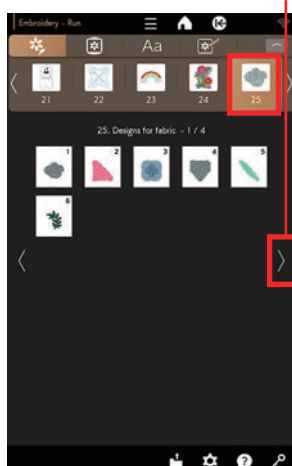 Embroidery - Run
Aa
21 22 23 24 25
25. Designs for fabric - 1 / 4
1 2 3 4 5
6